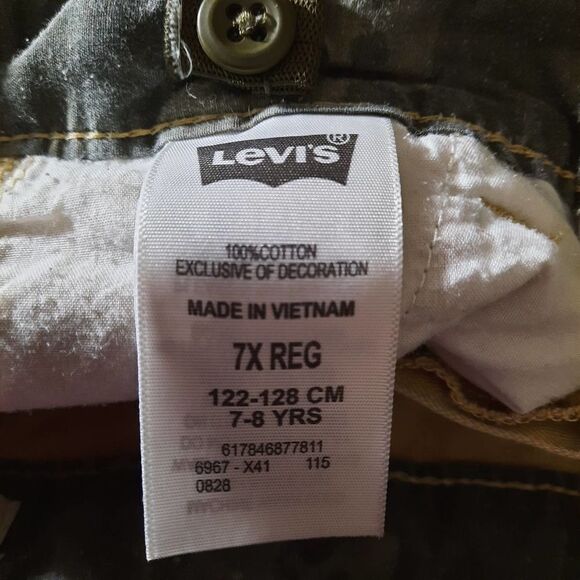 LEVI'S®
100%COTTON
EXCLUSIVE OF DECORATION
MADE IN VIETNAM
7X REG
122-128 CM
7-8 YRS
617846877811
6967 - X41 115
0828